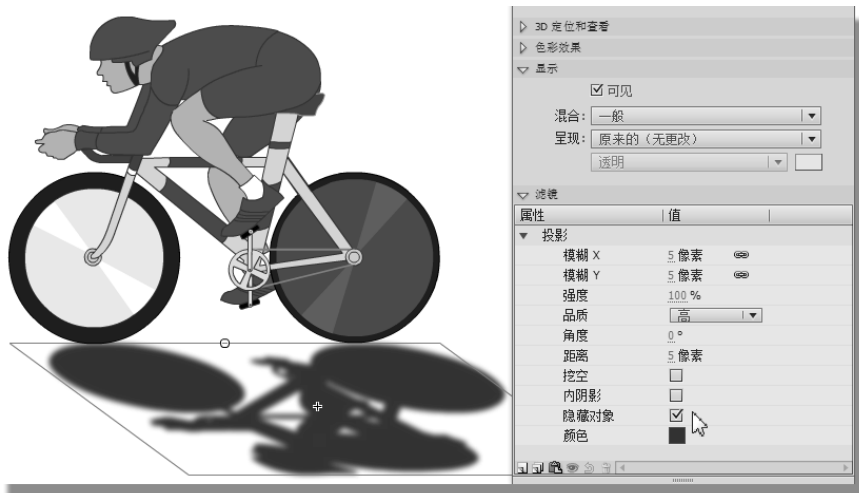 3D 定位和查看
色彩效果
显示
可见
混合: 一般
呈现: 原来的（无更改）
透明
滤镜
属性 值
投影
模糊 X 5 像素
模糊 Y 5 像素
强度 100 %
品质 高
角度 0 °
距离 5 像素
挖空
内阴影
隐藏对象
颜色